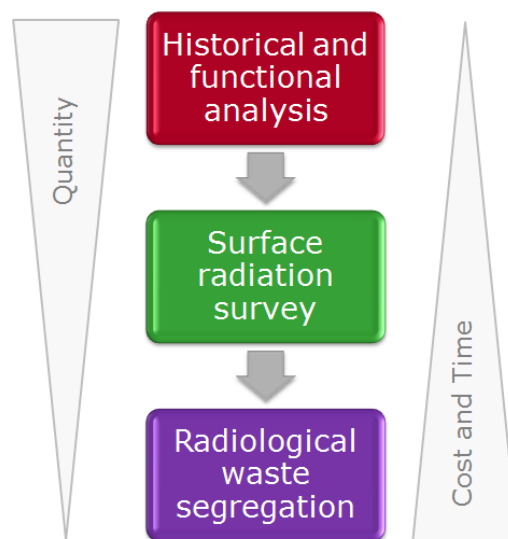 Quantity
Historical and
functional
analysis
Surface
radiation
survey
Radiological
waste
segregation
Cost and Time